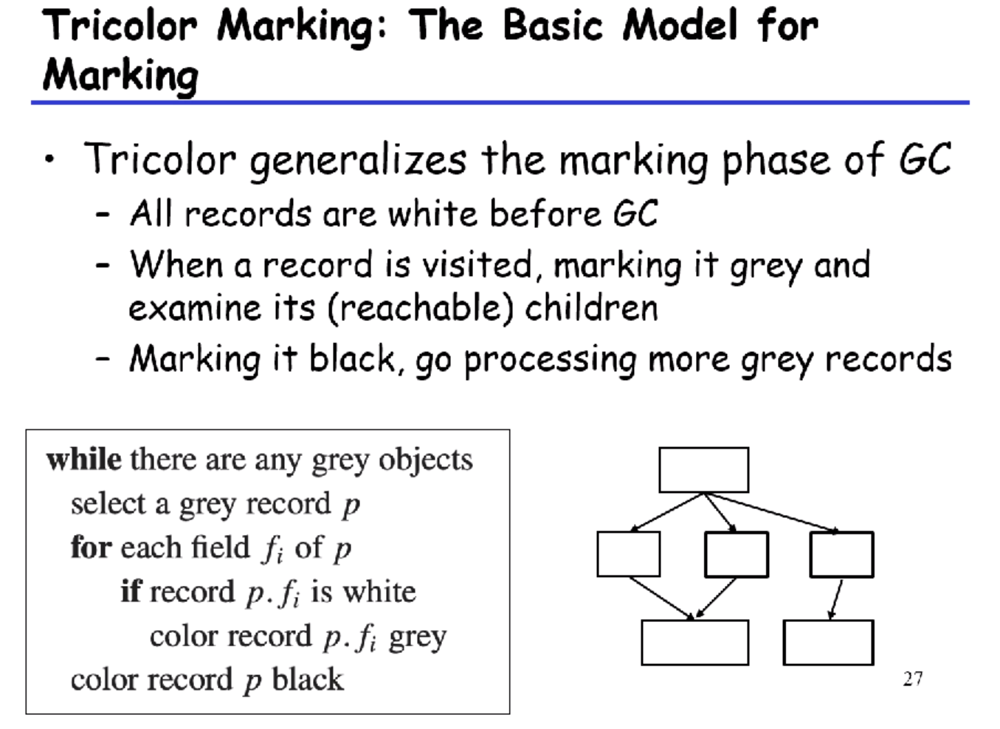 Tricolor Marking: The Basic Model for
Marking
• Tricolor generalizes the marking phase of GC
– All records are white before GC
– When a record is visited, marking it grey and
examine its (reachable) children
– Marking it black, go processing more grey records
while there are any grey objects
select a grey record p
for each field fᵢ of p
if record p.fᵢ is white
color record p.fᵢ grey
color record p black
27